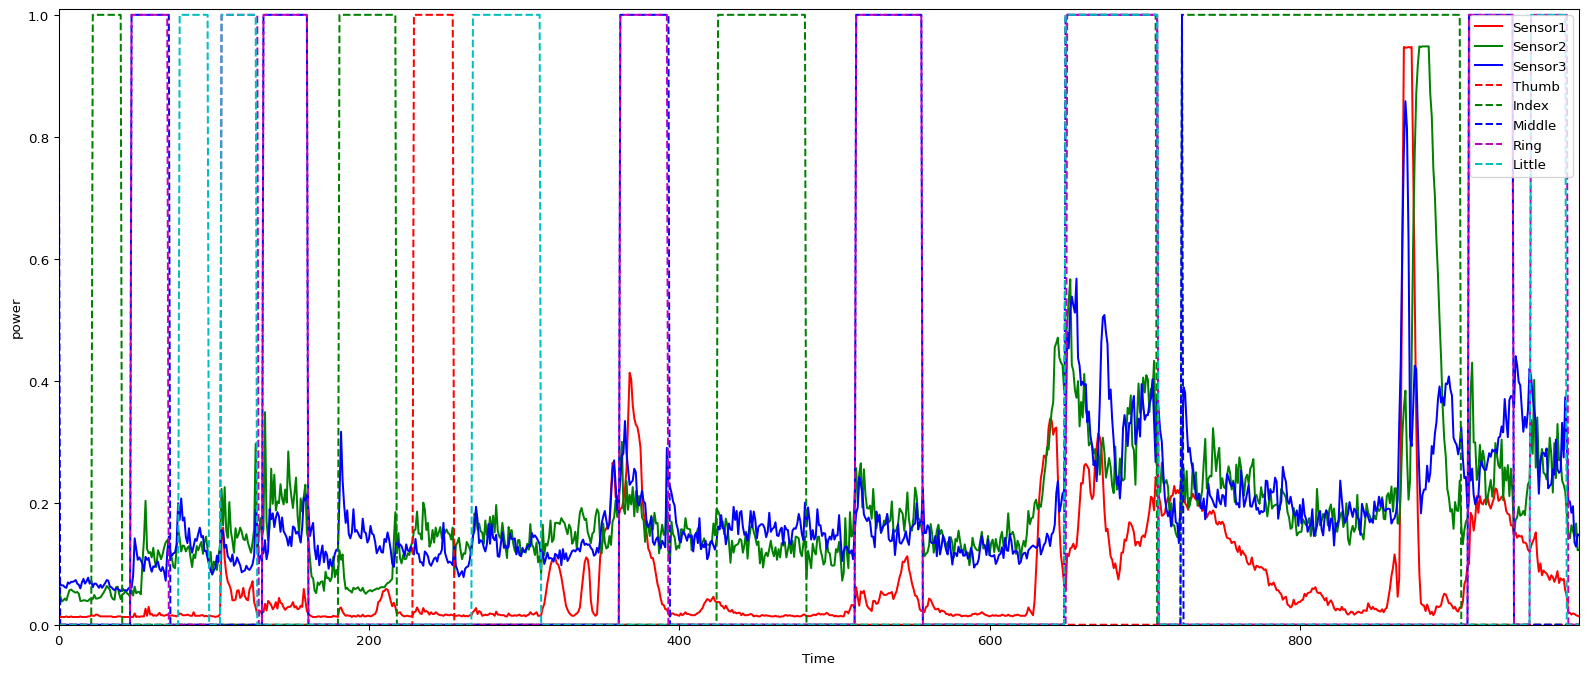 1.0
0.8
0.6
0.4
0.2
0.0
power
0
200
400
600
800
Time
Sensor1
Sensor2
Sensor3
Thumb
Index
Middle
Ring
Little